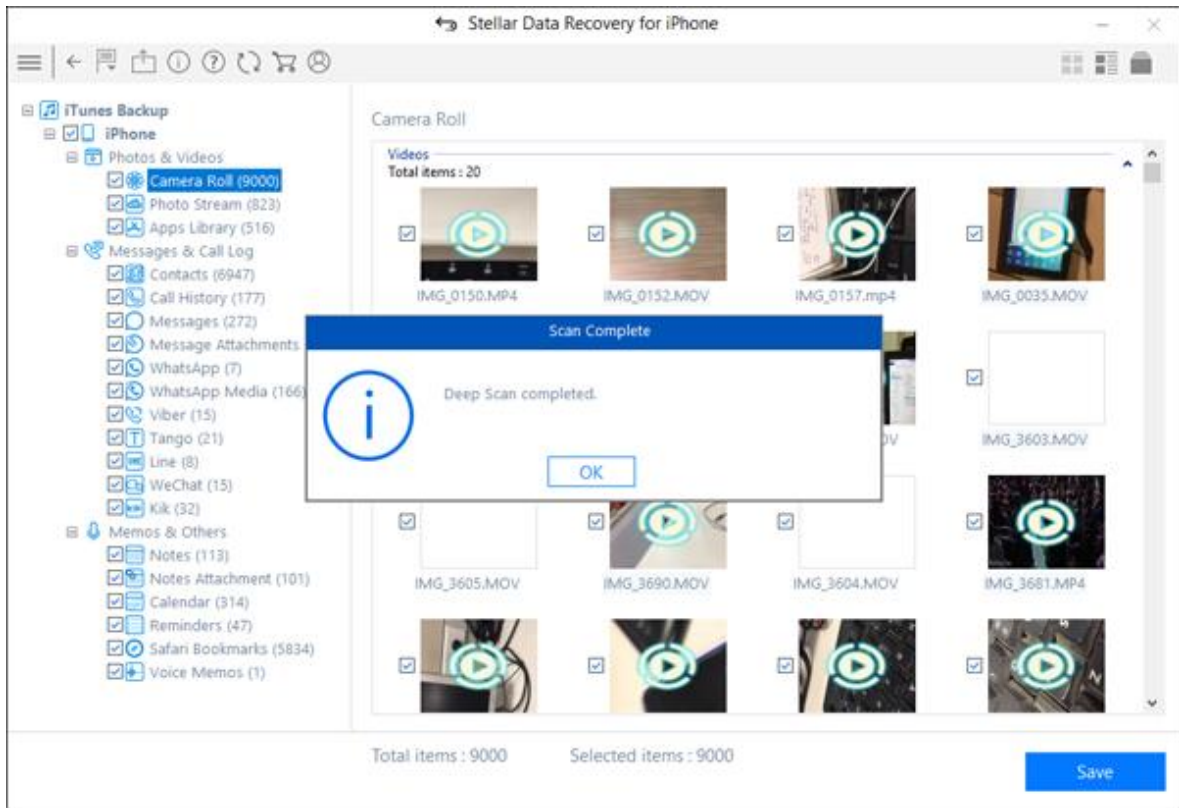 Stellar Data Recovery for iPhone
iTunes Backup
iPhone
Photos & Videos
Camera Roll (9000)
Photo Stream (823)
Apps Library (516)
Messages & Call Log
Contacts (6947)
Call History (177)
Messages (272)
Message Attachments
WhatsApp (7)
WhatsApp Media (166)
Viber (15)
Tango (21)
Line (8)
WeChat (15)
Kik (32)
Memos & Others
Notes (113)
Notes Attachment (101)
Calendar (314)
Reminders (47)
Safari Bookmarks (5834)
Voice Memos (1)
Camera Roll
Videos
Total items : 20
IMG_0150.MP4 IMG_0152.MOV IMG_0157.mp4 IMG_0035.MOV
IMG_3603.MOV
IMG_3605.MOV IMG_3690.MOV IMG_3604.MOV IMG_3681.MP4
Scan Complete
Deep Scan completed.
OK
Total items : 9000 Selected items : 9000
Save